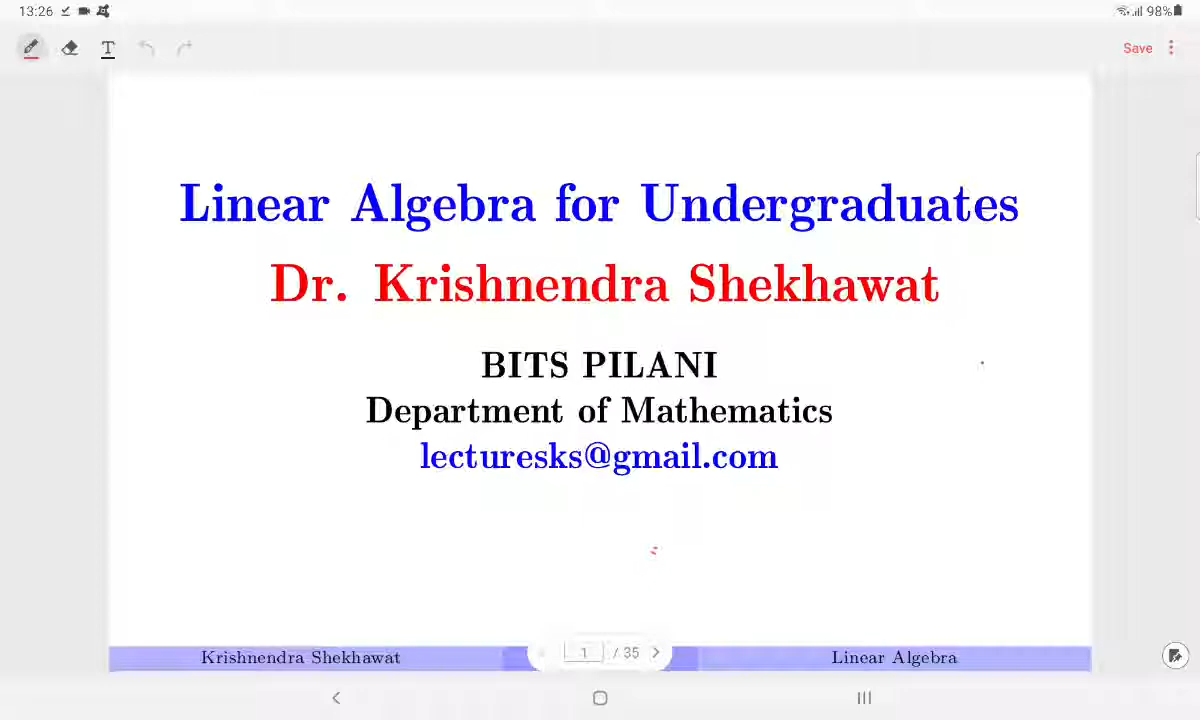 13:26
98%
T
Save
Linear Algebra for Undergraduates
Dr. Krishnendra Shekhawat
BITS PILANI
Department of Mathematics
lecturesks@gmail.com
Krishnendra Shekhawat
1 / 35
Linear Algebra